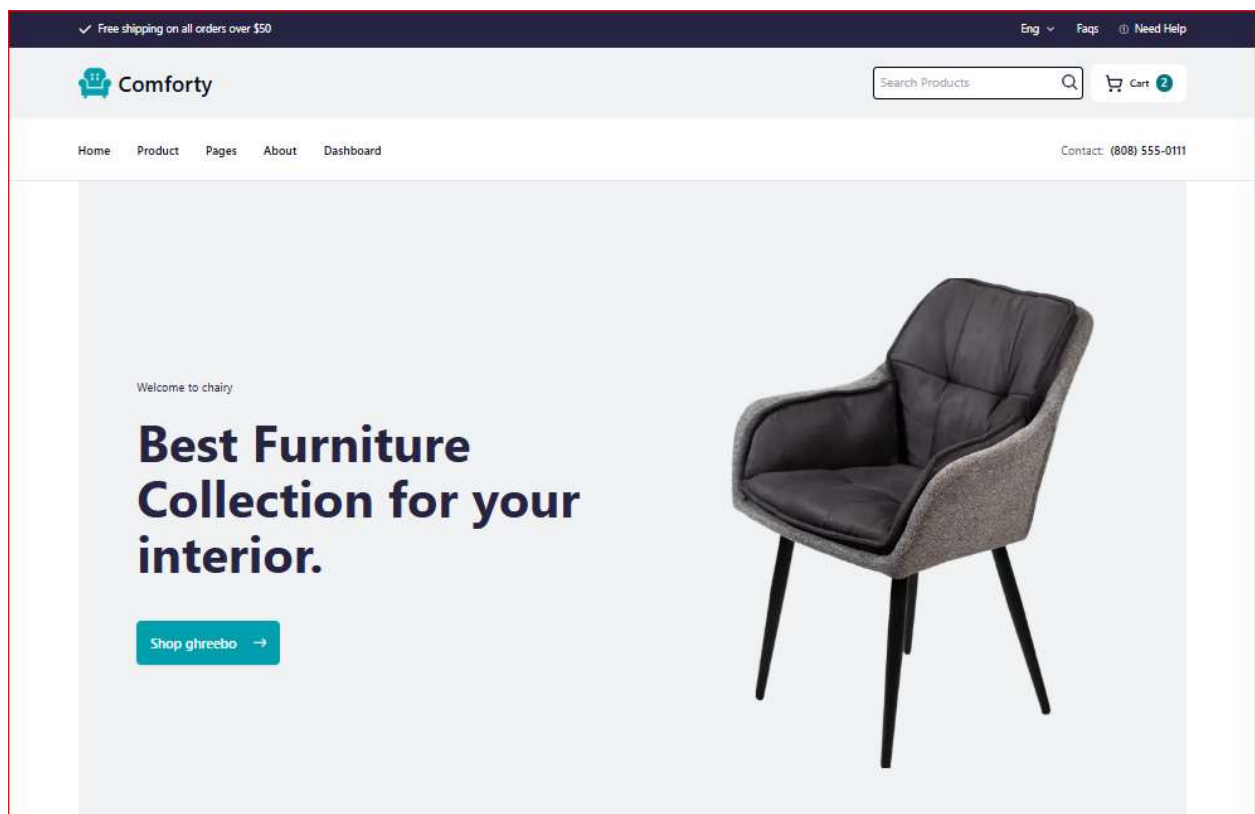 Free shipping on all orders over $50
Eng Faqs Need Help
Comforty
Search Products
Cart 2
Home Product Pages About Dashboard
Contact: (808) 555-0111
Welcome to chairy
Best Furniture
Collection for your
interior.
Shop ghreebo →